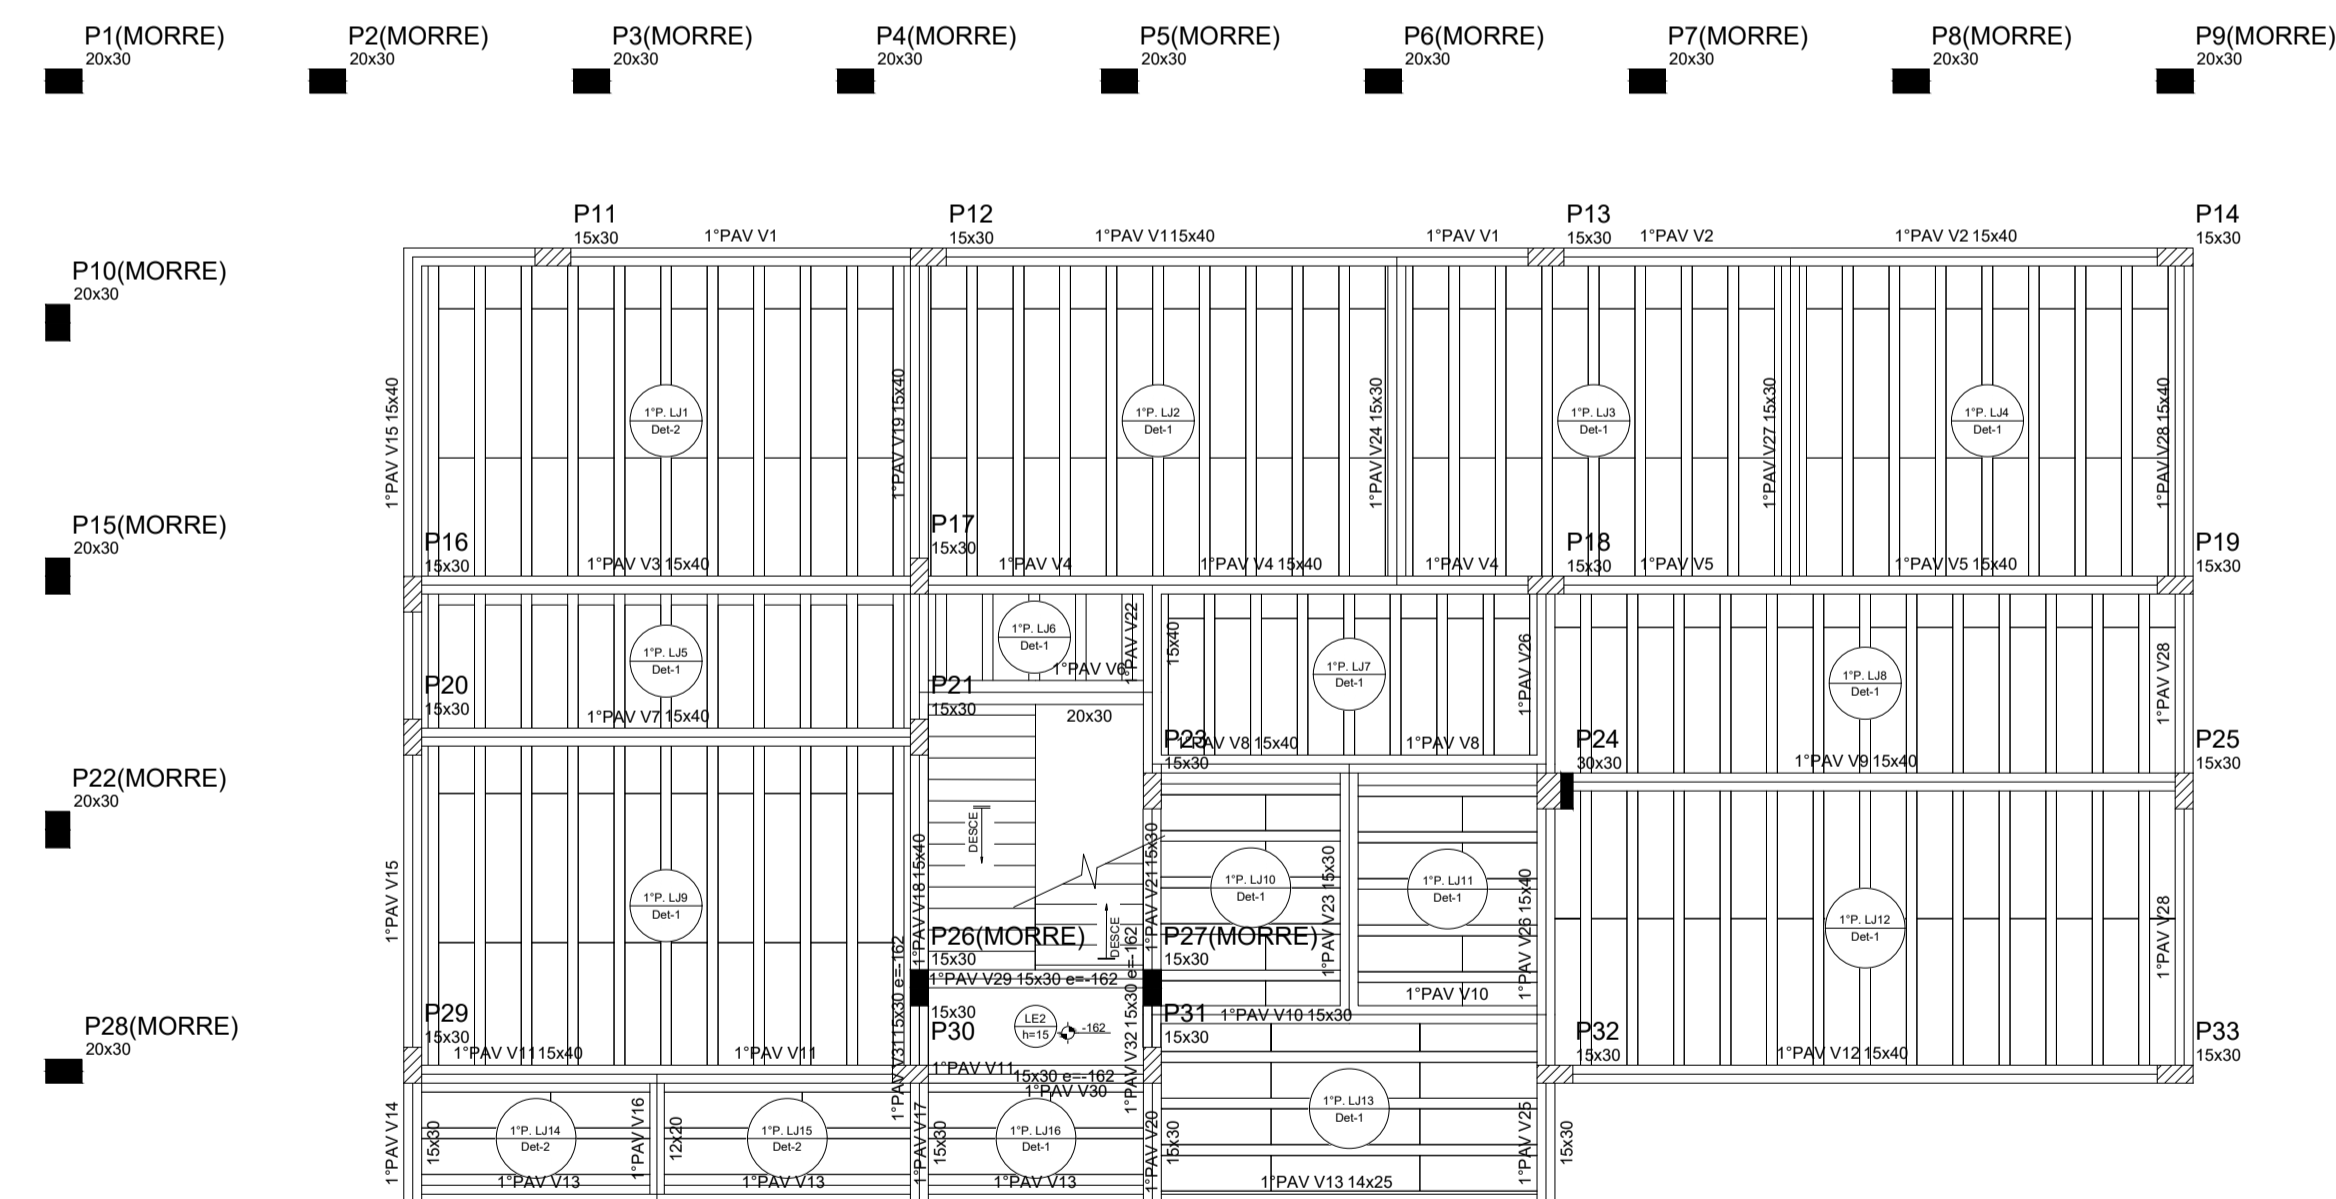 P1(MORRE)
20x30
P2(MORRE)
20x30
P3(MORRE)
20x30
P4(MORRE)
20x30
P5(MORRE)
20x30
P6(MORRE)
20x30
P7(MORRE)
20x30
P8(MORRE)
20x30
P9(MORRE)
20x30
P11
15x30
1°PAV V1
P12
15x30
1°PAV V1 15x40
1°PAV V1
P13
15x30
1°PAV V2
1°PAV V2 15x40
P14
15x30
P10(MORRE)
20x30
1°PAV V15 15x40
1°P. LJ1
Det-2
1°PAV V19 15x40
1°P. LJ2
Det-1
1°PAV V24 15x30
1°P. LJ3
Det-1
1°PAV V27 15x30
1°P. LJ4
Det-1
1°PAV V28 15x40
P15(MORRE)
20x30
P16
15x30
1°PAV V3 15x40
P17
15x30
1°PAV V4
1°PAV V4 15x40
1°PAV V4
P18
15x30
1°PAV V5
1°PAV V5 15x40
P19
15x30
1°P. LJ5
Det-1
1°P. LJ6
Det-1
1°PAV V6
20x30
1°PAV V22
15x40
1°P. LJ7
Det-1
1°PAV V26
1°P. LJ8
Det-1
1°PAV V28
P20
15x30
1°PAV V7 15x40
P21
15x30
P23
15x30
1°PAV V8 15x40
1°PAV V8
P24
30x30
1°PAV V9 15x40
P25
15x30
P22(MORRE)
20x30
1°PAV V15
1°P. LJ9
Det-1
1°PAV V18 15x40
DESCE
DESCE
1°PAV V21 15x30
1°P. LJ10
Det-1
1°PAV V23 15x30
1°P. LJ11
Det-1
1°PAV V26 15x40
1°P. LJ12
Det-1
1°PAV V28
P26(MORRE)
15x30
P27(MORRE)
15x30
1°PAV V29 15x30 e=-162
1°PAV V31 15x30 e=-162
1°PAV V32 15x30 e=-162
1°PAV V10
1°PAV V10 15x30
P28(MORRE)
20x30
P29
15x30
1°PAV V11 15x40
1°PAV V11
15x30
P30
LE2
h=15
-162
P31
15x30
P32
15x30
1°PAV V12 15x40
P33
15x30
1°PAV V11
15x30 e=-162
1°PAV V30
1°PAV V14
15x30
1°P. LJ14
Det-2
1°PAV V16
12x20
1°P. LJ15
Det-2
1°PAV V17
15x30
1°P. LJ16
Det-1
1°PAV V20
15x30
1°P. LJ13
Det-1
1°PAV V25
15x30
1°PAV V13
1°PAV V13
1°PAV V13
1°PAV V13 14x25